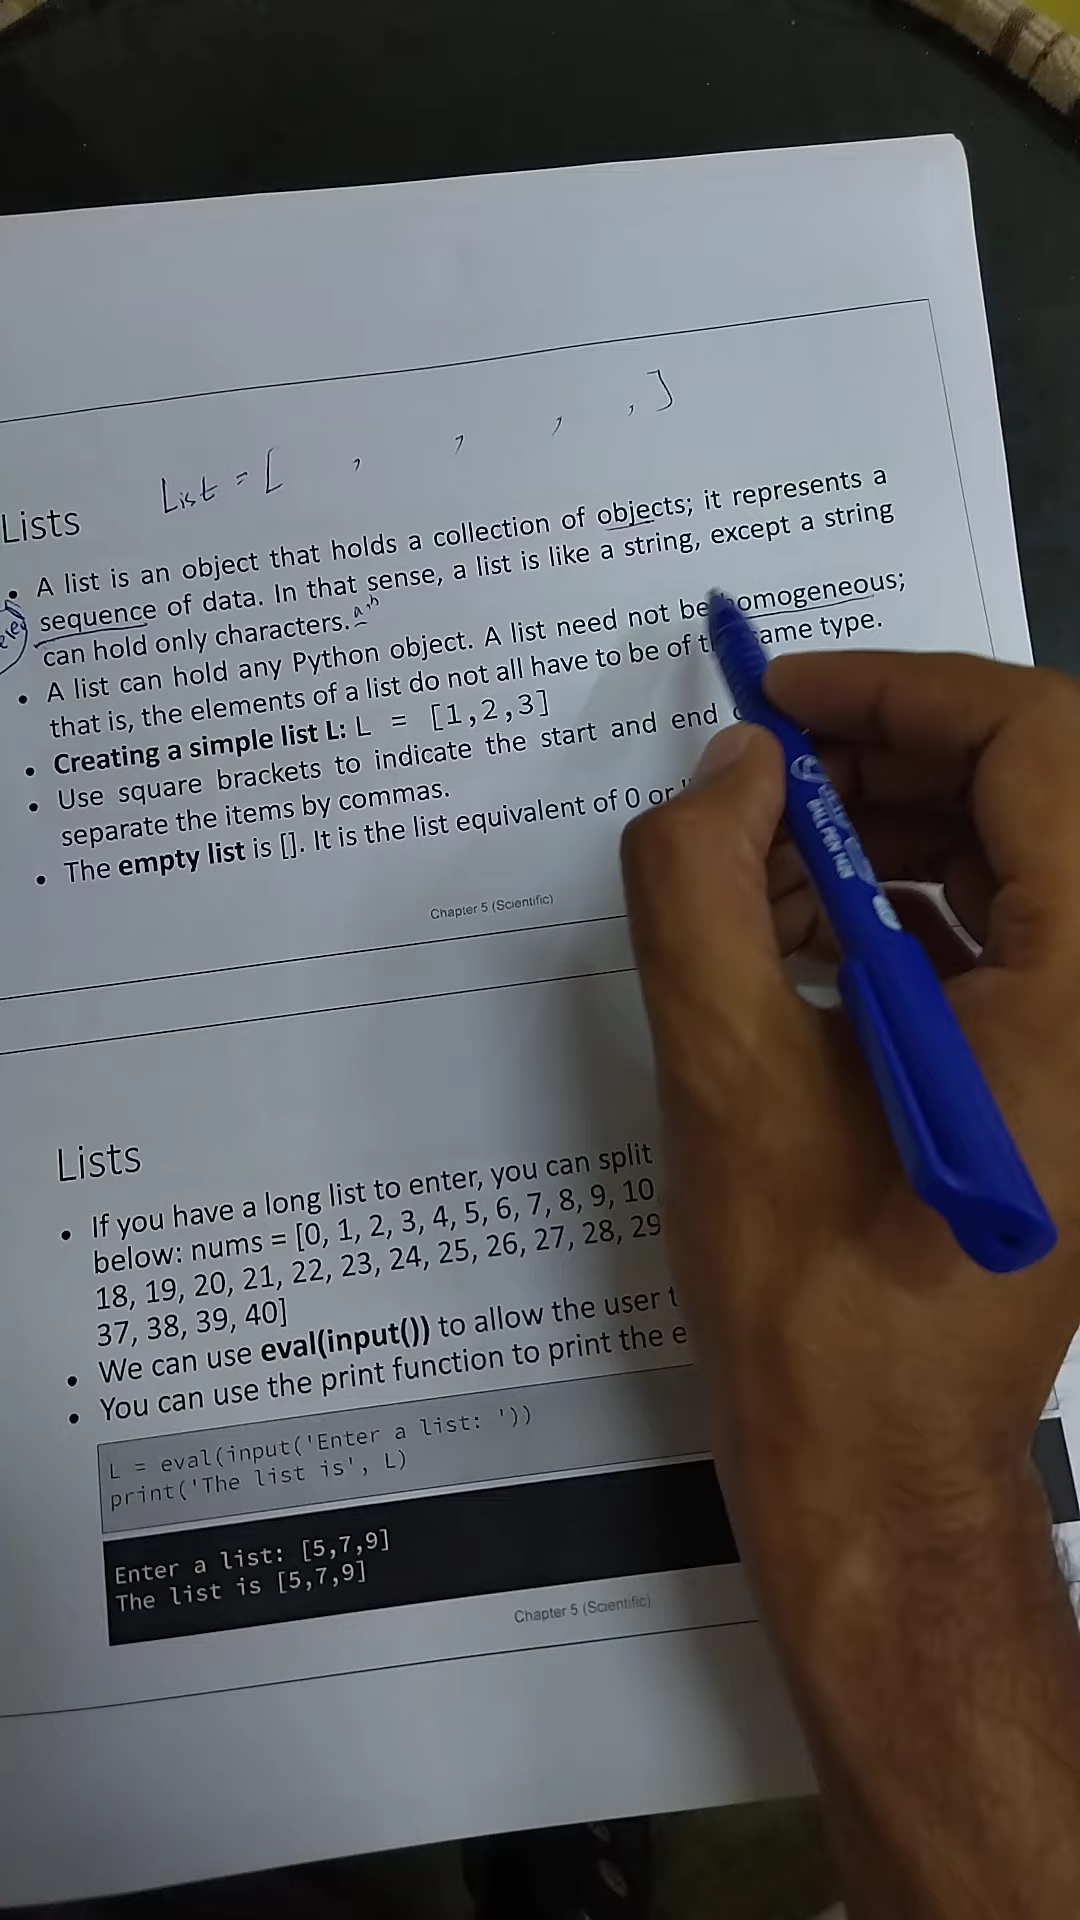 List = [ , , , , ]
Lists
• A list is an object that holds a collection of objects; it represents a
sequence of data. In that sense, a list is like a string, except a string
can hold only characters. a b
• A list can hold any Python object. A list need not be homogeneous;
that is, the elements of a list do not all have to be of same type.
• Creating a simple list L: L = [1,2,3]
• Use square brackets to indicate the start and end
separate the items by commas.
• The empty list is []. It is the list equivalent of 0 or
Chapter 5 (Scientific)
Lists
• If you have a long list to enter, you can split
below: nums = [0, 1, 2, 3, 4, 5, 6, 7, 8, 9, 10
18, 19, 20, 21, 22, 23, 24, 25, 26, 27, 28, 29
37, 38, 39, 40]
• We can use eval(input()) to allow the user
• You can use the print function to print the
L = eval(input('Enter a list: '))
print('The list is', L)
Enter a list: [5,7,9]
The list is [5,7,9]
Chapter 5 (Scientific)